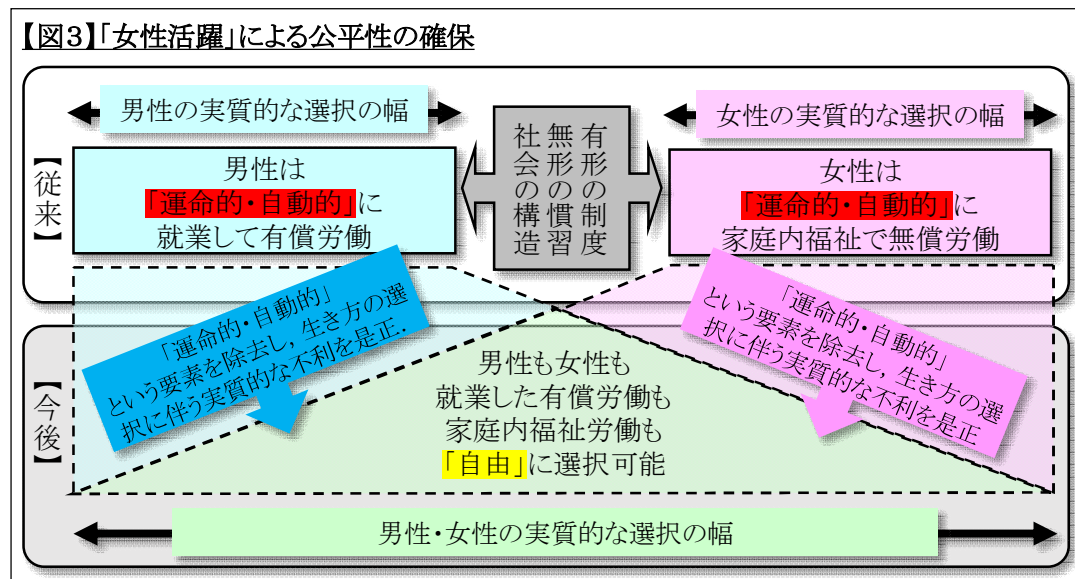 【図3】「女性活躍」による公平性の確保
男性の実質的な選択の幅
女性の実質的な選択の幅
【従来】
男性は
「運命的・自動的」に
就業して有償労働
有形の制度
無形の慣習
社会の構造
女性は
「運命的・自動的」に
家庭内福祉で無償労働
「運命的・自動的」
という要素を除去し,生き方の選
択に伴う実質的な不利を是正.
「運命的・自動的」
という要素を除去し,生き方の選
択に伴う実質的な不利を是正
【今後】
男性も女性も
就業した有償労働も
家庭内福祉労働も
「自由」に選択可能
男性・女性の実質的な選択の幅